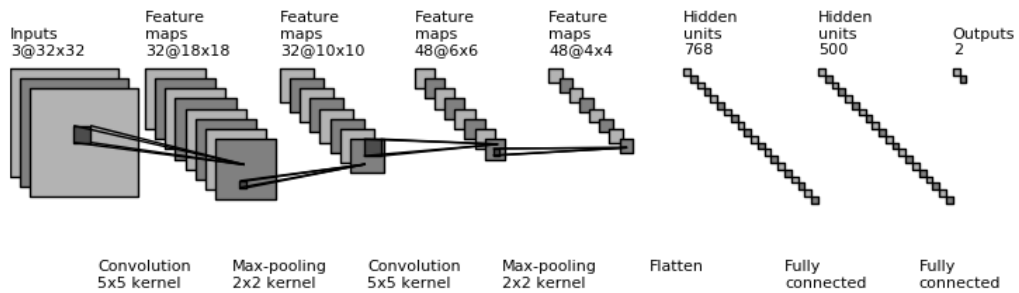 Inputs
3@32x32
Feature
maps
32@18x18
Feature
maps
32@10x10
Feature
maps
48@6x6
Feature
maps
48@4x4
Hidden
units
768
Hidden
units
500
Outputs
2
Convolution
5x5 kernel
Max-pooling
2x2 kernel
Convolution
5x5 kernel
Max-pooling
2x2 kernel
Flatten
Fully
connected
Fully
connected